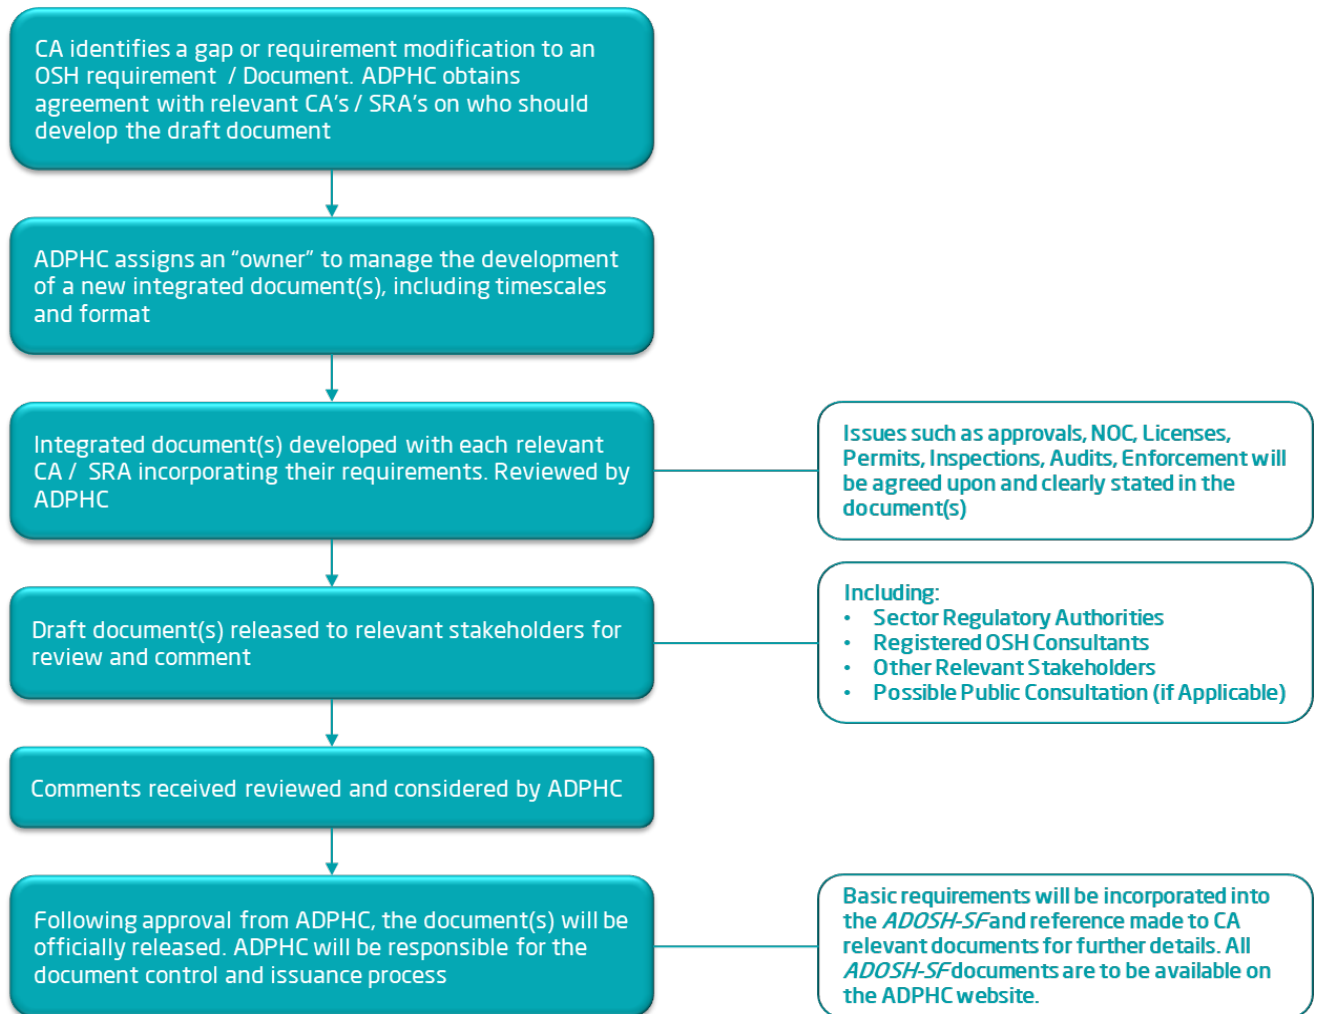 CA identifies a gap or requirement modification to an
OSH requirement / Document. ADPHC obtains
agreement with relevant CA's / SRA's on who should
develop the draft document
ADPHC assigns an “owner” to manage the development
of a new integrated document(s), including timescales
and format
Integrated document(s) developed with each relevant
CA / SRA incorporating their requirements. Reviewed by
ADPHC
Issues such as approvals, NOC, Licenses,
Permits, Inspections, Audits, Enforcement will
be agreed upon and clearly stated in the
document(s)
Draft document(s) released to relevant stakeholders for
review and comment
Including:
• Sector Regulatory Authorities
• Registered OSH Consultants
• Other Relevant Stakeholders
• Possible Public Consultation (if Applicable)
Comments received reviewed and considered by ADPHC
Following approval from ADPHC, the document(s) will be
officially released. ADPHC will be responsible for the
document control and issuance process
Basic requirements will be incorporated into
the ADOSH-SF and reference made to CA
relevant documents for further details. All
ADOSH-SF documents are to be available on
the ADPHC website.